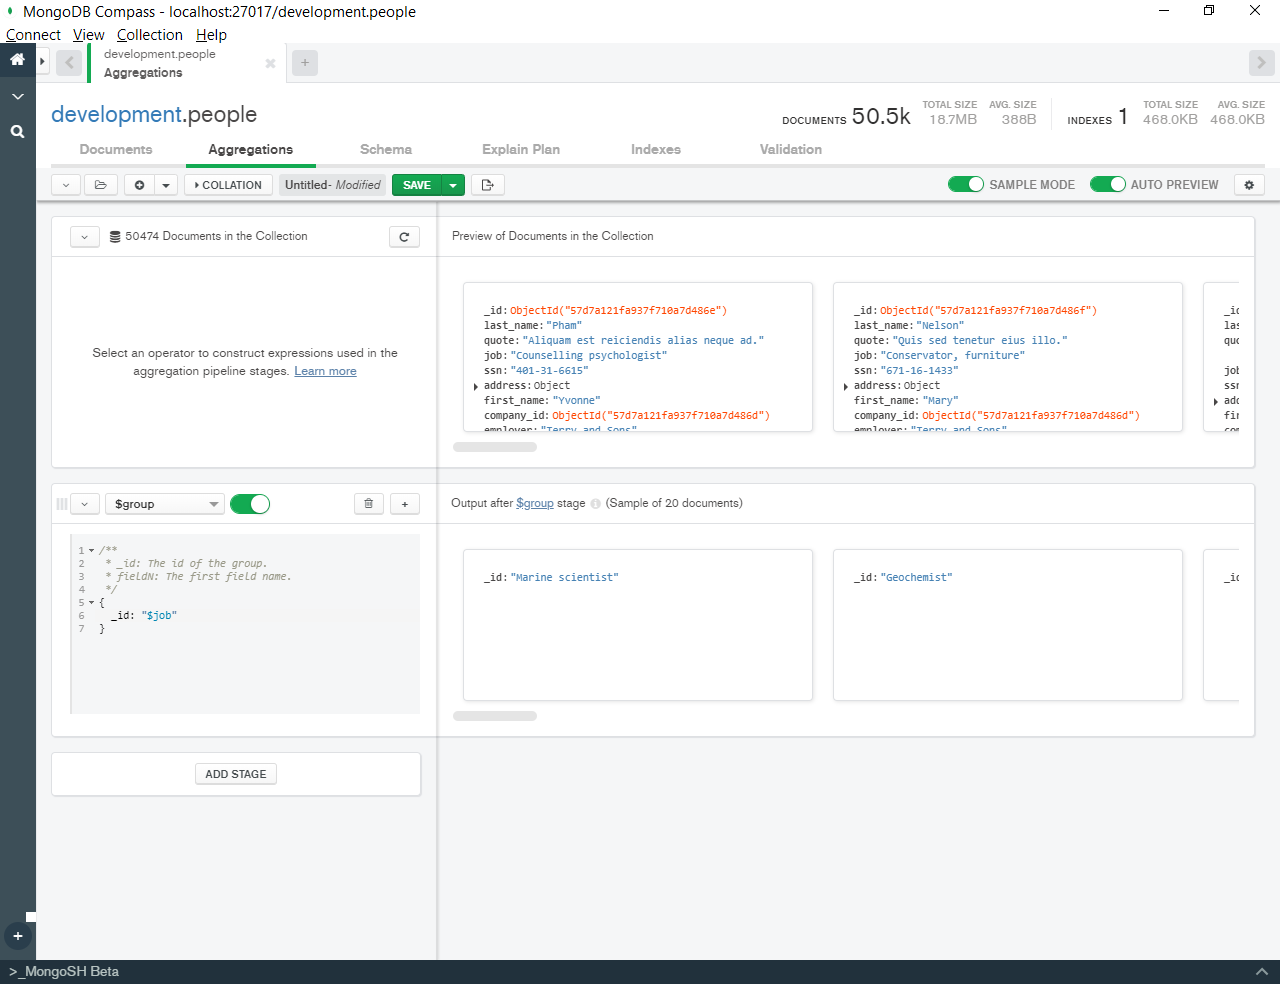 MongoDB Compass - localhost:27017/development.people
Connect View Collection Help
development.people
Aggregations
development.people
DOCUMENTS 50.5k
TOTAL SIZE
18.7MB
AVG. SIZE
388B
INDEXES 1
TOTAL SIZE
468.0KB
AVG. SIZE
468.0KB
Documents Aggregations Schema Explain Plan Indexes Validation
COLLATION Untitled- Modified SAVE SAMPLE MODE AUTO PREVIEW
50474 Documents in the Collection
Preview of Documents in the Collection
Select an operator to construct expressions used in the
aggregation pipeline stages. Learn more
_id: ObjectId("57d7a121fa937f710a7d486e")
last_name: "Pham"
quote: "Aliquam est reiciendis alias neque ad."
job: "Counselling psychologist"
ssn: "401-31-6615"
address: Object
first_name: "Yvonne"
company_id: ObjectId("57d7a121fa937f710a7d486d")
employer: "Terry and Sons"
_id: ObjectId("57d7a121fa937f710a7d486f")
last_name: "Nelson"
quote: "Quis sed tenetur eius illo."
job: "Conservator, furniture"
ssn: "671-16-1433"
address: Object
first_name: "Mary"
company_id: ObjectId("57d7a121fa937f710a7d486d")
employer: "Terry and Sons"
$group
Output after $group stage (Sample of 20 documents)
1 /**
2 * _id: The id of the group.
3 * fieldN: The first field name.
4 */
5 {
6 _id: "$job"
7 }
_id: "Marine scientist"
_id: "Geochemist"
ADD STAGE
>_MongoSH Beta